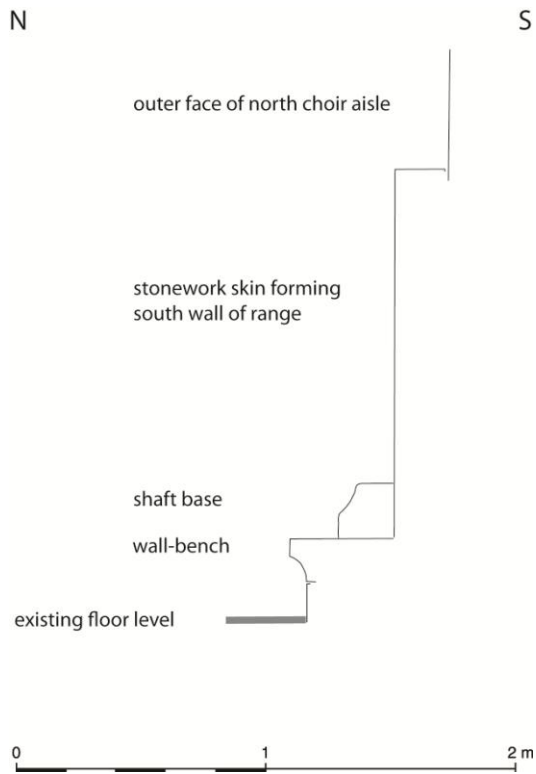 N
S
outer face of north choir aisle
stonework skin forming
south wall of range
shaft base
wall-bench
existing floor level
0
1
2 m